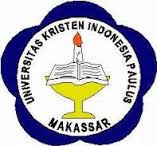 UNIVERSITAS KRISTEN INDONESIA PAULUS
MAKASSAR